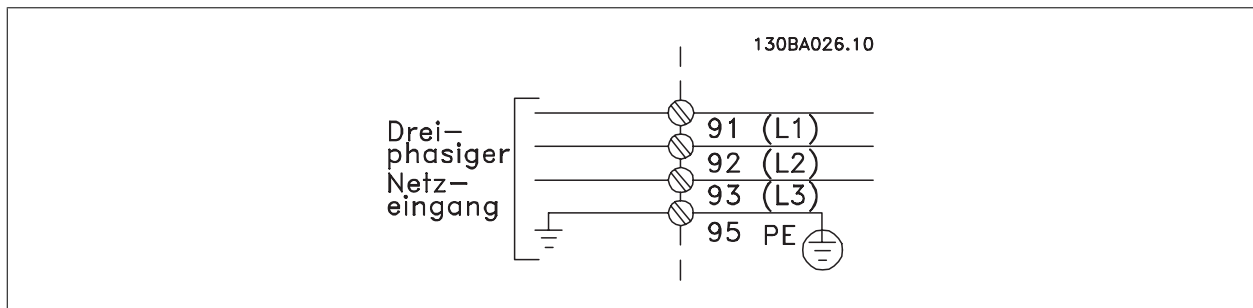 130BA026.10
Drei-
phasiger
Netz-
eingang
91 (L1)
92 (L2)
93 (L3)
95 PE